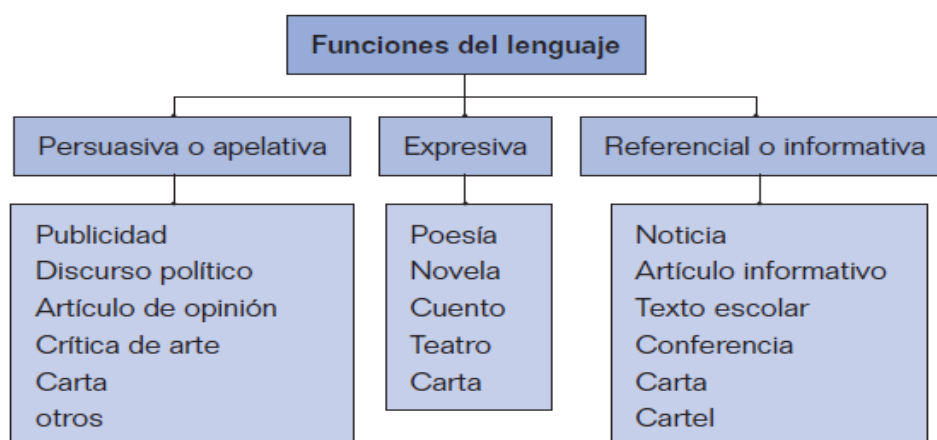 Funciones del lenguaje
Persuasiva o apelativa
Expresiva
Referencial o informativa
Publicidad
Discurso político
Artículo de opinión
Crítica de arte
Carta
otros
Poesía
Novela
Cuento
Teatro
Carta
Noticia
Artículo informativo
Texto escolar
Conferencia
Carta
Cartel